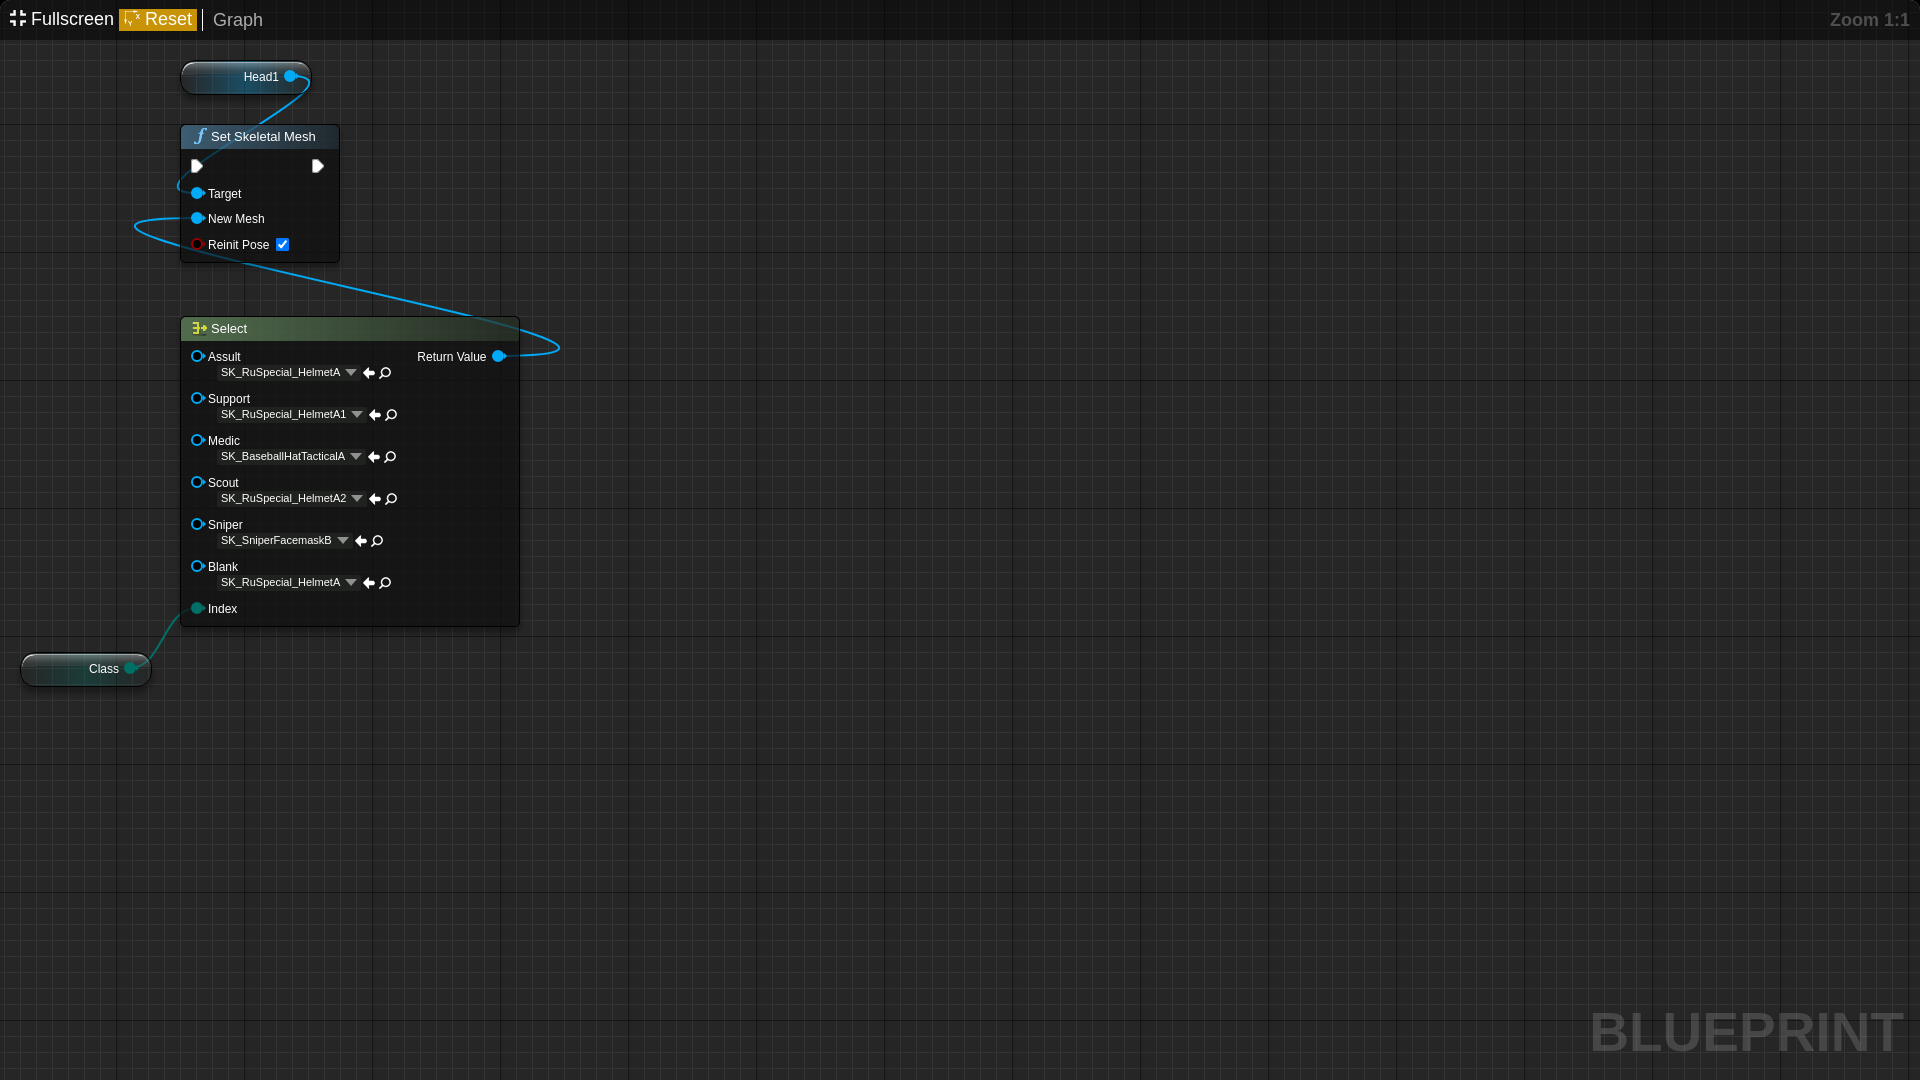 Fullscreen Reset Graph Zoom 1:1
Head1
Set Skeletal Mesh
Target
New Mesh
Reinit Pose
Select
Assult Return Value
SK_RuSpecial_HelmetA
Support
SK_RuSpecial_HelmetA1
Medic
SK_BaseballHatTacticalA
Scout
SK_RuSpecial_HelmetA2
Sniper
SK_SniperFacemaskB
Blank
SK_RuSpecial_HelmetA
Index
Class
BLUEPRINT